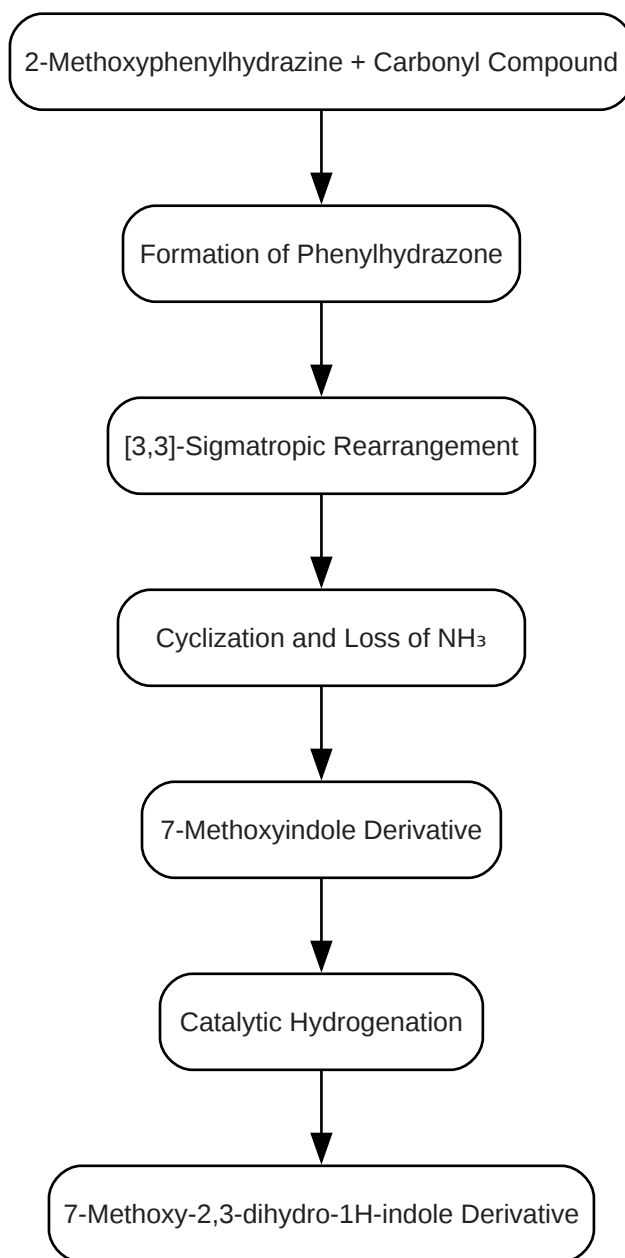 2-Methoxyphenylhydrazine + Carbonyl Compound
Formation of Phenylhydrazone
[3,3]-Sigmatropic Rearrangement
Cyclization and Loss of NH₃
7-Methoxyindole Derivative
Catalytic Hydrogenation
7-Methoxy-2,3-dihydro-1H-indole Derivative